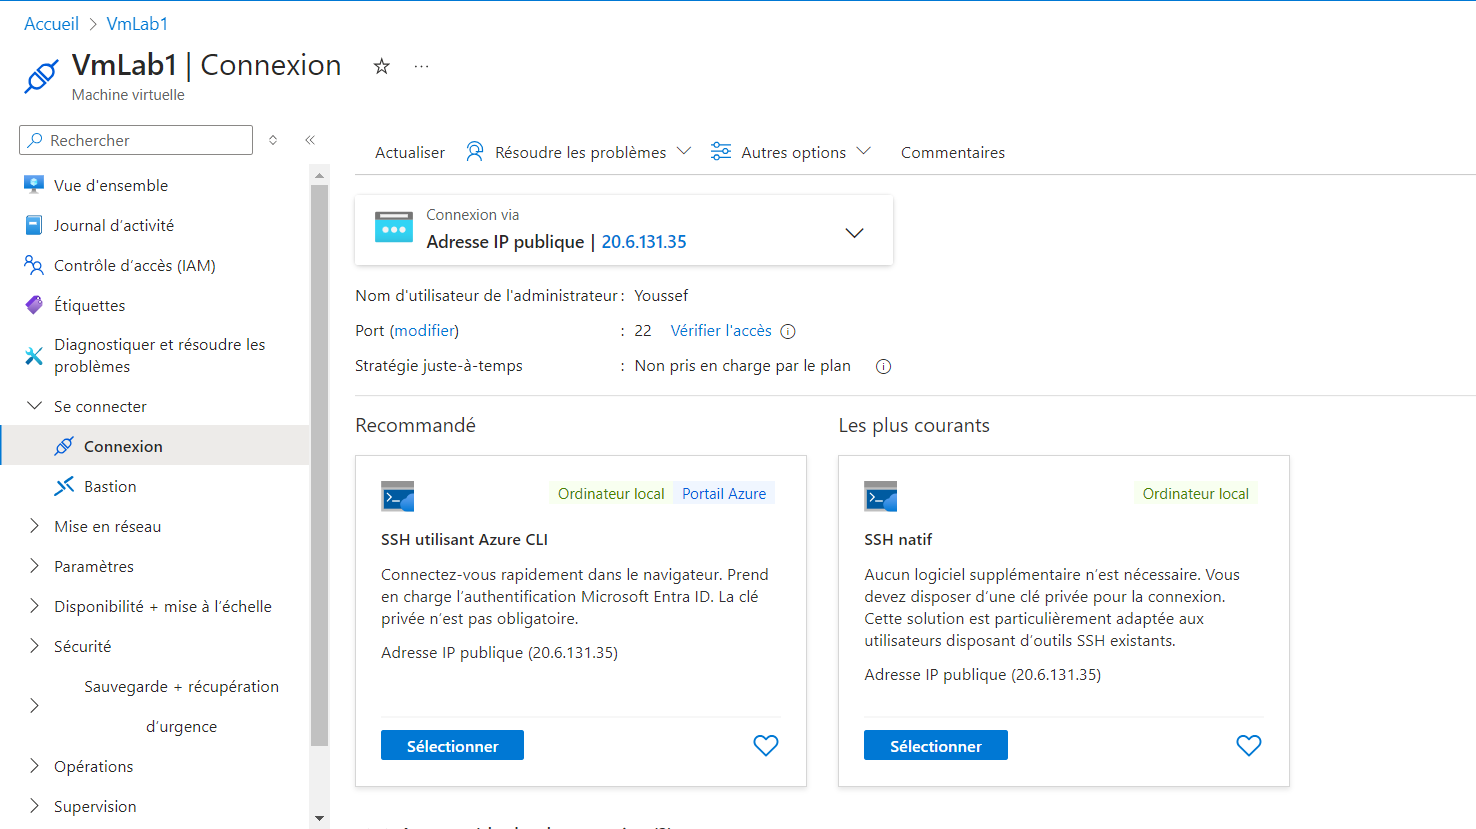 Accueil > VmLab1
VmLab1 | Connexion
Machine virtuelle
Rechercher
Vue d'ensemble
Journal d’activité
Contrôle d’accès (IAM)
Étiquettes
Diagnostiquer et résoudre les
problèmes
Se connecter
Connexion
Bastion
Mise en réseau
Paramètres
Disponibilité + mise à l’échelle
Sécurité
Sauvegarde + récupération
d’urgence
Opérations
Supervision
Actualiser Résoudre les problèmes Autres options Commentaires
Connexion via
Adresse IP publique | 20.6.131.35
Nom d'utilisateur de l'administrateur : Youssef
Port (modifier) : 22 Vérifier l'accès
Stratégie juste-à-temps : Non pris en charge par le plan
Recommandé
Ordinateur local Portail Azure
SSH utilisant Azure CLI
Connectez-vous rapidement dans le navigateur. Prend
en charge l’authentification Microsoft Entra ID. La clé
privée n’est pas obligatoire.
Adresse IP publique (20.6.131.35)
Sélectionner
Les plus courants
Ordinateur local
SSH natif
Aucun logiciel supplémentaire n’est nécessaire. Vous
devez disposer d’une clé privée pour la connexion.
Cette solution est particulièrement adaptée aux
utilisateurs disposant d’outils SSH existants.
Adresse IP publique (20.6.131.35)
Sélectionner